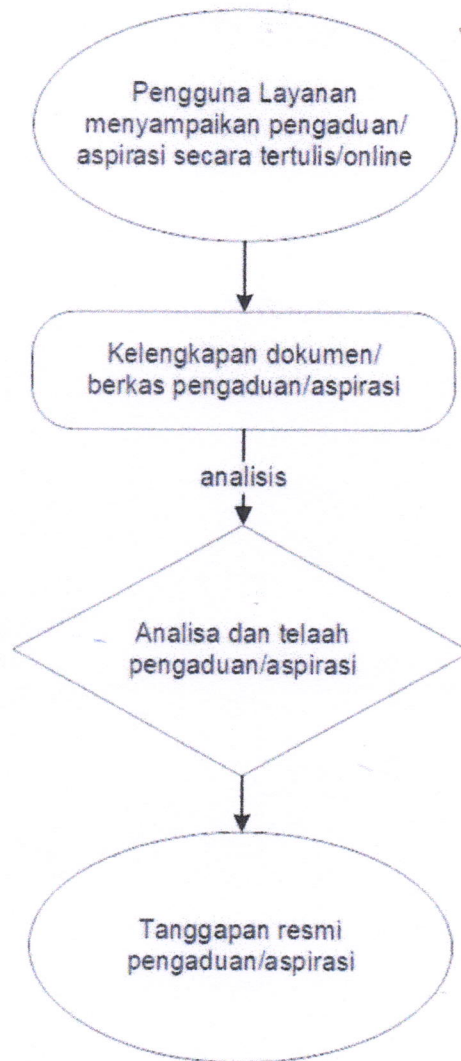 Pengguna Layanan
menyampaikan pengaduan/
aspirasi secara tertulis/online
Kelengkapan dokumen/
berkas pengaduan/aspirasi
analisis
Analisa dan telaah
pengaduan/aspirasi
Tanggapan resmi
pengaduan/aspirasi